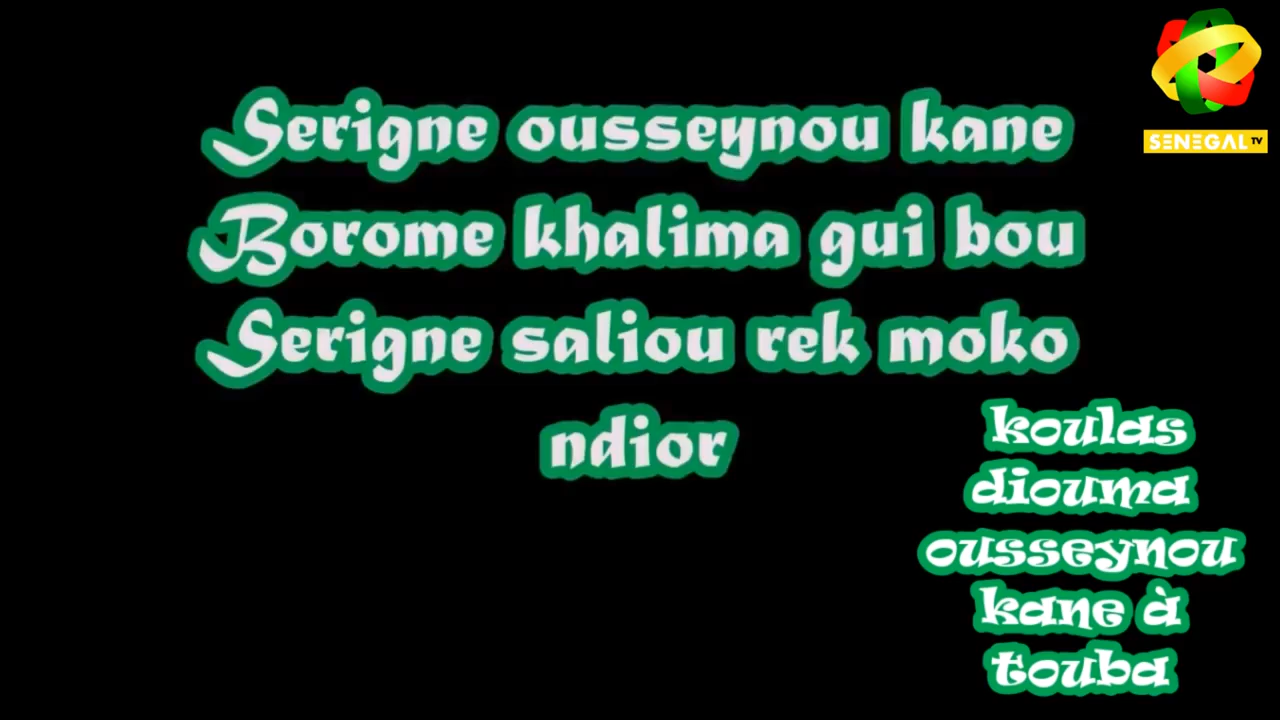 SENEGAL TV
Serigne ousseynou kane
Borome khalima gui bou
Serigne saliou rek moko
ndior
koulas
diouma
ousseynou
kane à
touba